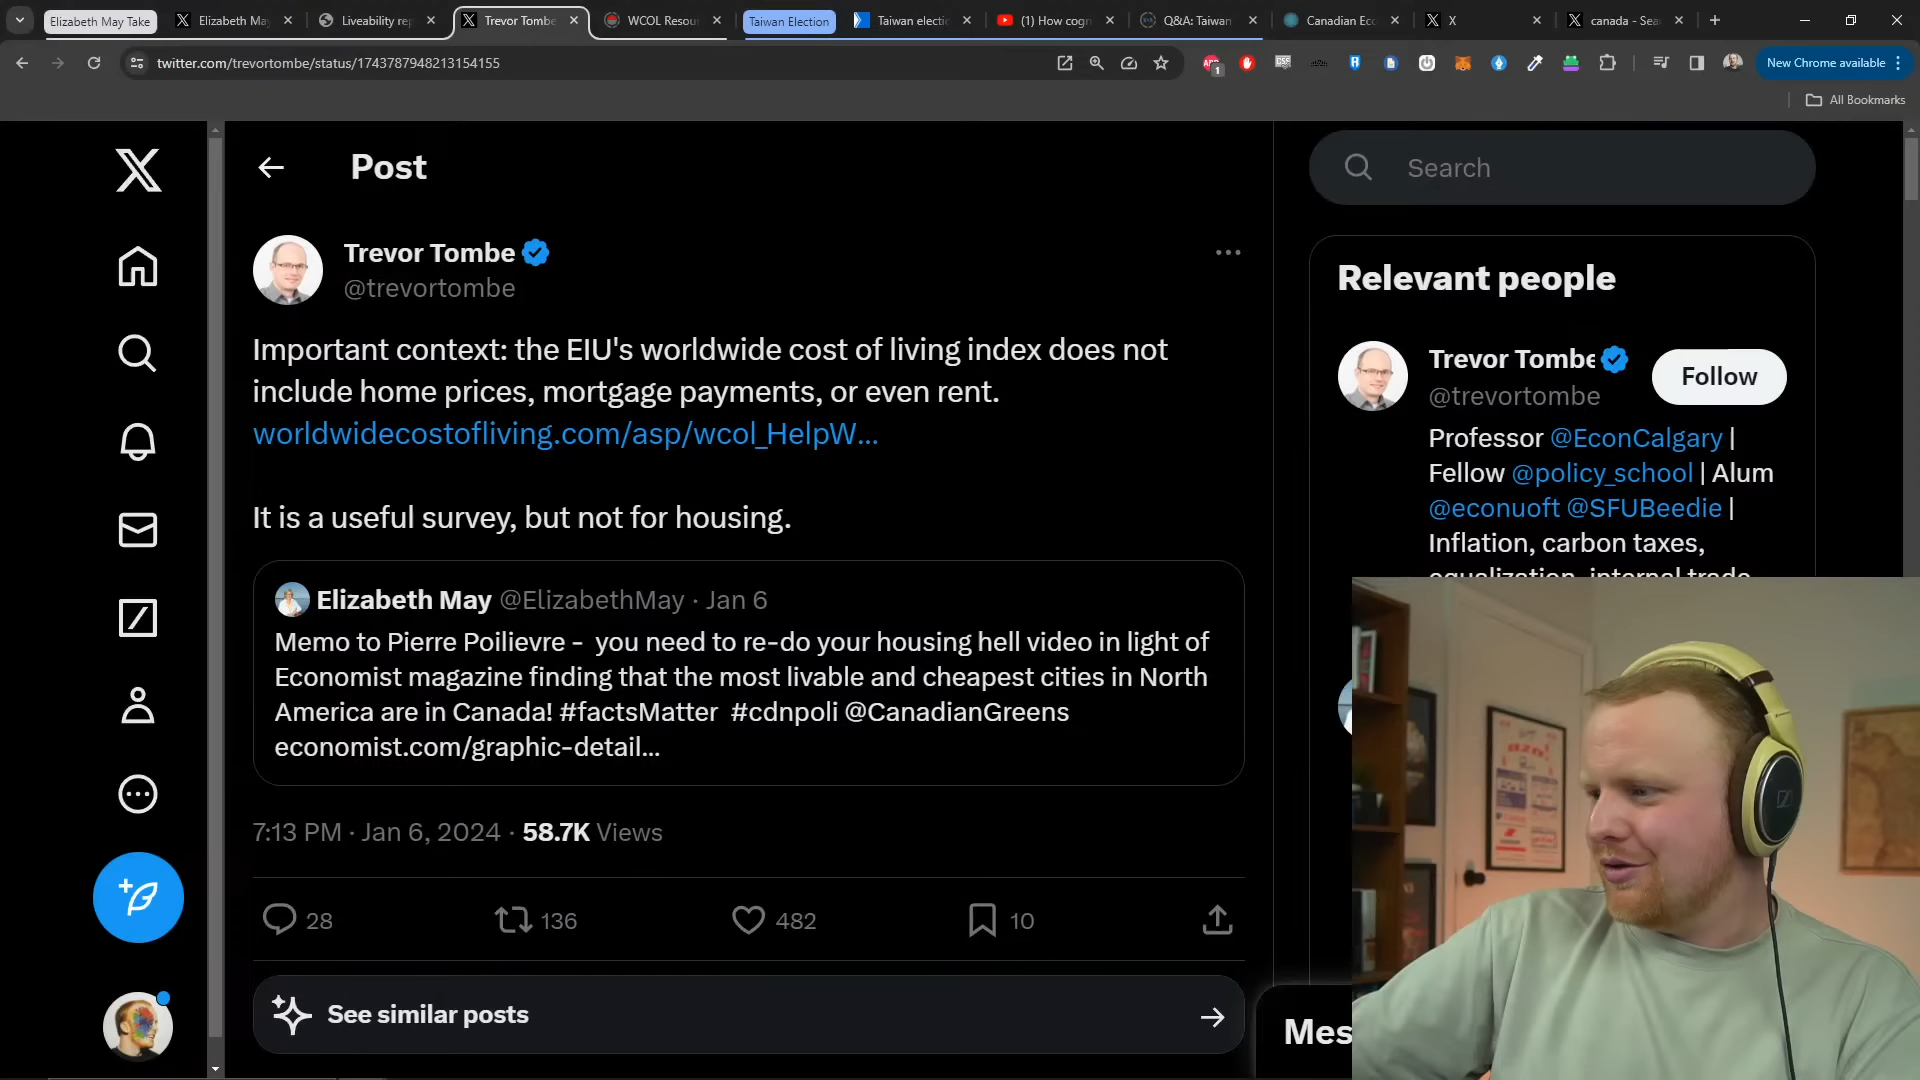 Elizabeth May Take
Elizabeth May
Liveability rep
Trevor Tombe
WCOL Resou
Taiwan Election
Taiwan electi
(1) How cogn
Q&A: Taiwan
Canadian Eco
X
canada - Sea
twitter.com/trevortombe/status/1743787948213154155
New Chrome available
All Bookmarks
Post
Search
Trevor Tombe
@trevortombe
Important context: the EIU's worldwide cost of living index does not
include home prices, mortgage payments, or even rent.
worldwidecostofliving.com/asp/wcol_HelpW...
It is a useful survey, but not for housing.
Elizabeth May @ElizabethMay · Jan 6
Memo to Pierre Poilievre - you need to re-do your housing hell video in light of
Economist magazine finding that the most livable and cheapest cities in North
America are in Canada! #factsMatter #cdnpoli @CanadianGreens
economist.com/graphic-detail...
7:13 PM · Jan 6, 2024 · 58.7K Views
28
136
482
10
See similar posts
Relevant people
Trevor Tombe
@trevortombe
Follow
Professor @EconCalgary |
Fellow @policy_school | Alum
@econuoft @SFUBeedie |
Inflation, carbon taxes,
equalization, internal trade
Mes